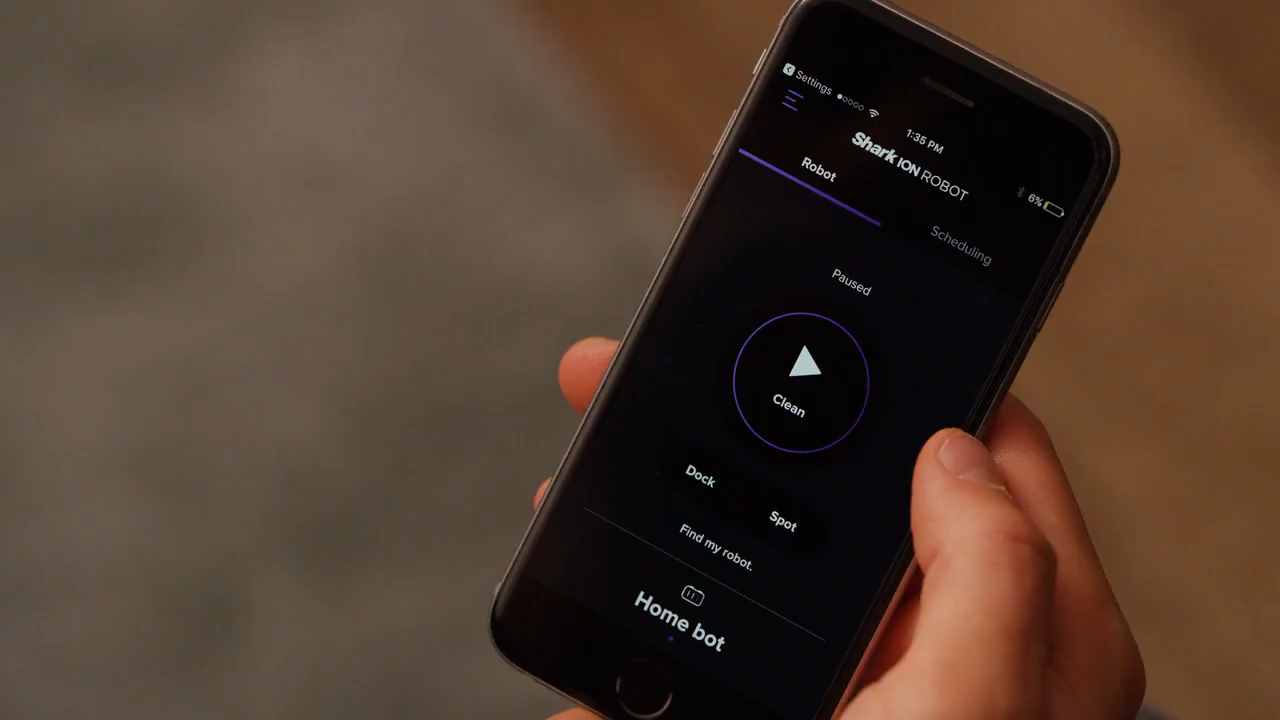 Settings
1:35 PM
6%
Shark ION ROBOT
Robot
Scheduling
Paused
Clean
Dock
Spot
Find my robot.
Home bot